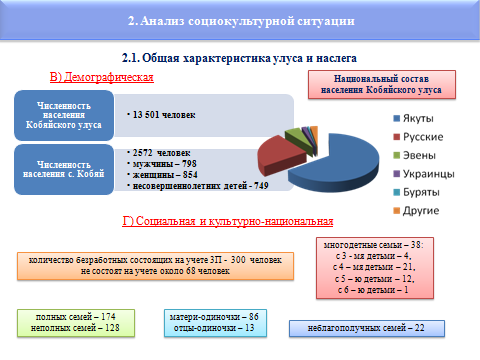 2. Анализ социокультурной ситуации
2.1. Общая характеристика улуса и наслега
В) Демографическая
Национальный состав
населения Кобяйского улуса
Численность
населения
Кобяйского улуса
• 13 501 человек
Численность
населения с. Кобяй
• 2572 человек
• мужчины – 798
• женщины – 854
• несовершеннолетних детей - 749
Якуты
Русские
Эвены
Украинцы
Буряты
Другие
Г) Социальная и культурно-национальная
количество безработных состоящих на учете ЗП - 300 человек
не состоят на учете около 68 человек
многодетные семьи – 38:
с 3 - мя детьми – 4,
с 4 – мя детьми – 21,
с 5 – ю детьми – 12,
с 6 – ю детьми – 1
полных семей – 174
неполных семей – 128
матери-одиночки – 86
отцы-одиночки – 13
неблагополучных семей – 22